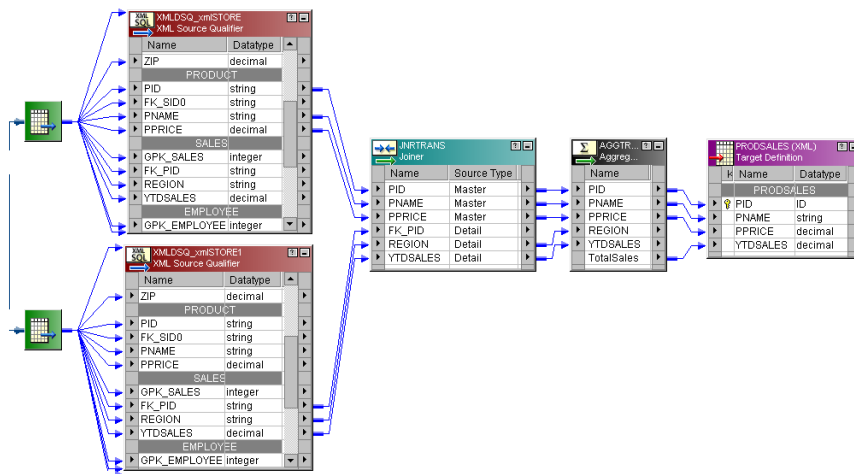 XML SQL
XMLDSQ_xmlSTORE
XML Source Qualifier
Name Datatype
ZIP decimal
PRODUCT
PID string
FK_SID0 string
PNAME string
PPRICE decimal
SALES
GPK_SALES integer
FK_PID string
REGION string
YTDSALES decimal
EMPLOYEE
GPK_EMPLOYEE integer
XML SQL
XMLDSQ_xmlSTORE1
XML Source Qualifier
Name Datatype
ZIP decimal
PRODUCT
PID string
FK_SID0 string
PNAME string
PPRICE decimal
SALES
GPK_SALES integer
FK_PID string
REGION string
YTDSALES decimal
EMPLOYEE
GPK_EMPLOYEE integer
JNRTRANS
Joiner
Name Source Type
PID Master
PNAME Master
PPRICE Master
FK_PID Detail
REGION Detail
YTDSALES Detail
Σ
AGGTR...
Aggreg...
Name
PID
PNAME
PPRICE
REGION
YTDSALES
TotalSales
PRODSALES (XML)
Target Definition
K Name Datatype
PRODSALES
PID ID
PNAME string
PPRICE decimal
YTDSALES decimal